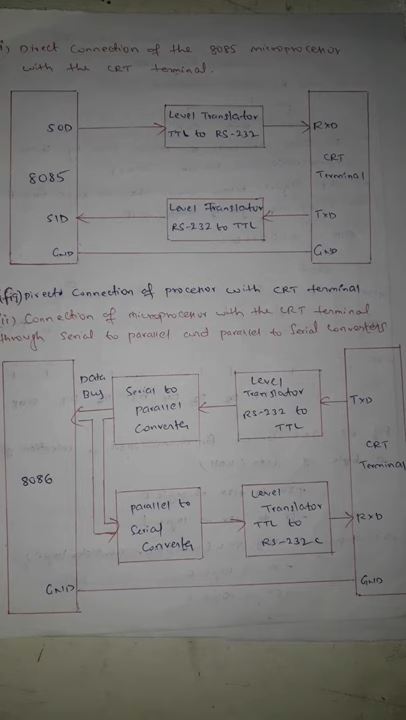 i) Direct Connection of the 8085 microprocessor
with the CRT terminal.
SOD
Level Translator
TTL to RS-232
RxD
8085
CRT
Terminal
SID
Level Translator
RS-232 to TTL
TxD
GND
GND
Direct Connection of processor with CRT terminal
ii) Connection of microprocessor with the CRT terminal
through Serial to parallel and parallel to Serial Converters
Data
Bus
Serial to
parallel
Converter
Level
Translator
RS-232 to
TTL
TxD
CRT
Terminal
8086
parallel to
Serial
Converter
Level
Translator
TTL to
RS-232C
RxD
GND
GND